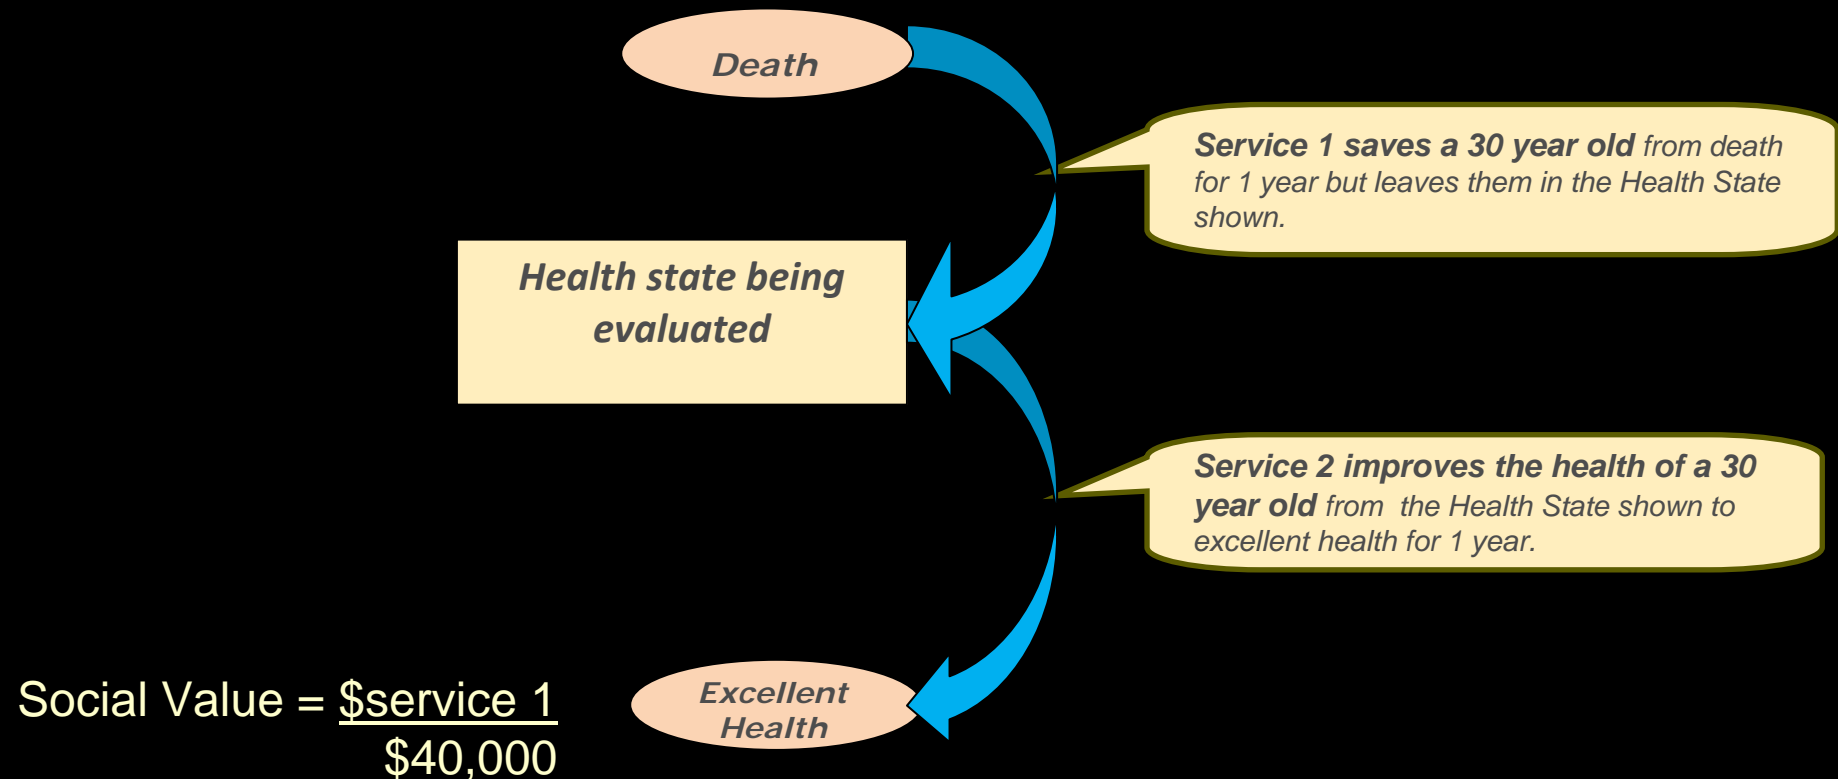 Death
Service 1 saves a 30 year old from death
for 1 year but leaves them in the Health State
shown.
Health state being
evaluated
Service 2 improves the health of a 30
year old from the Health State shown to
excellent health for 1 year.
Excellent
Health
Social Value = $service 1
$40,000